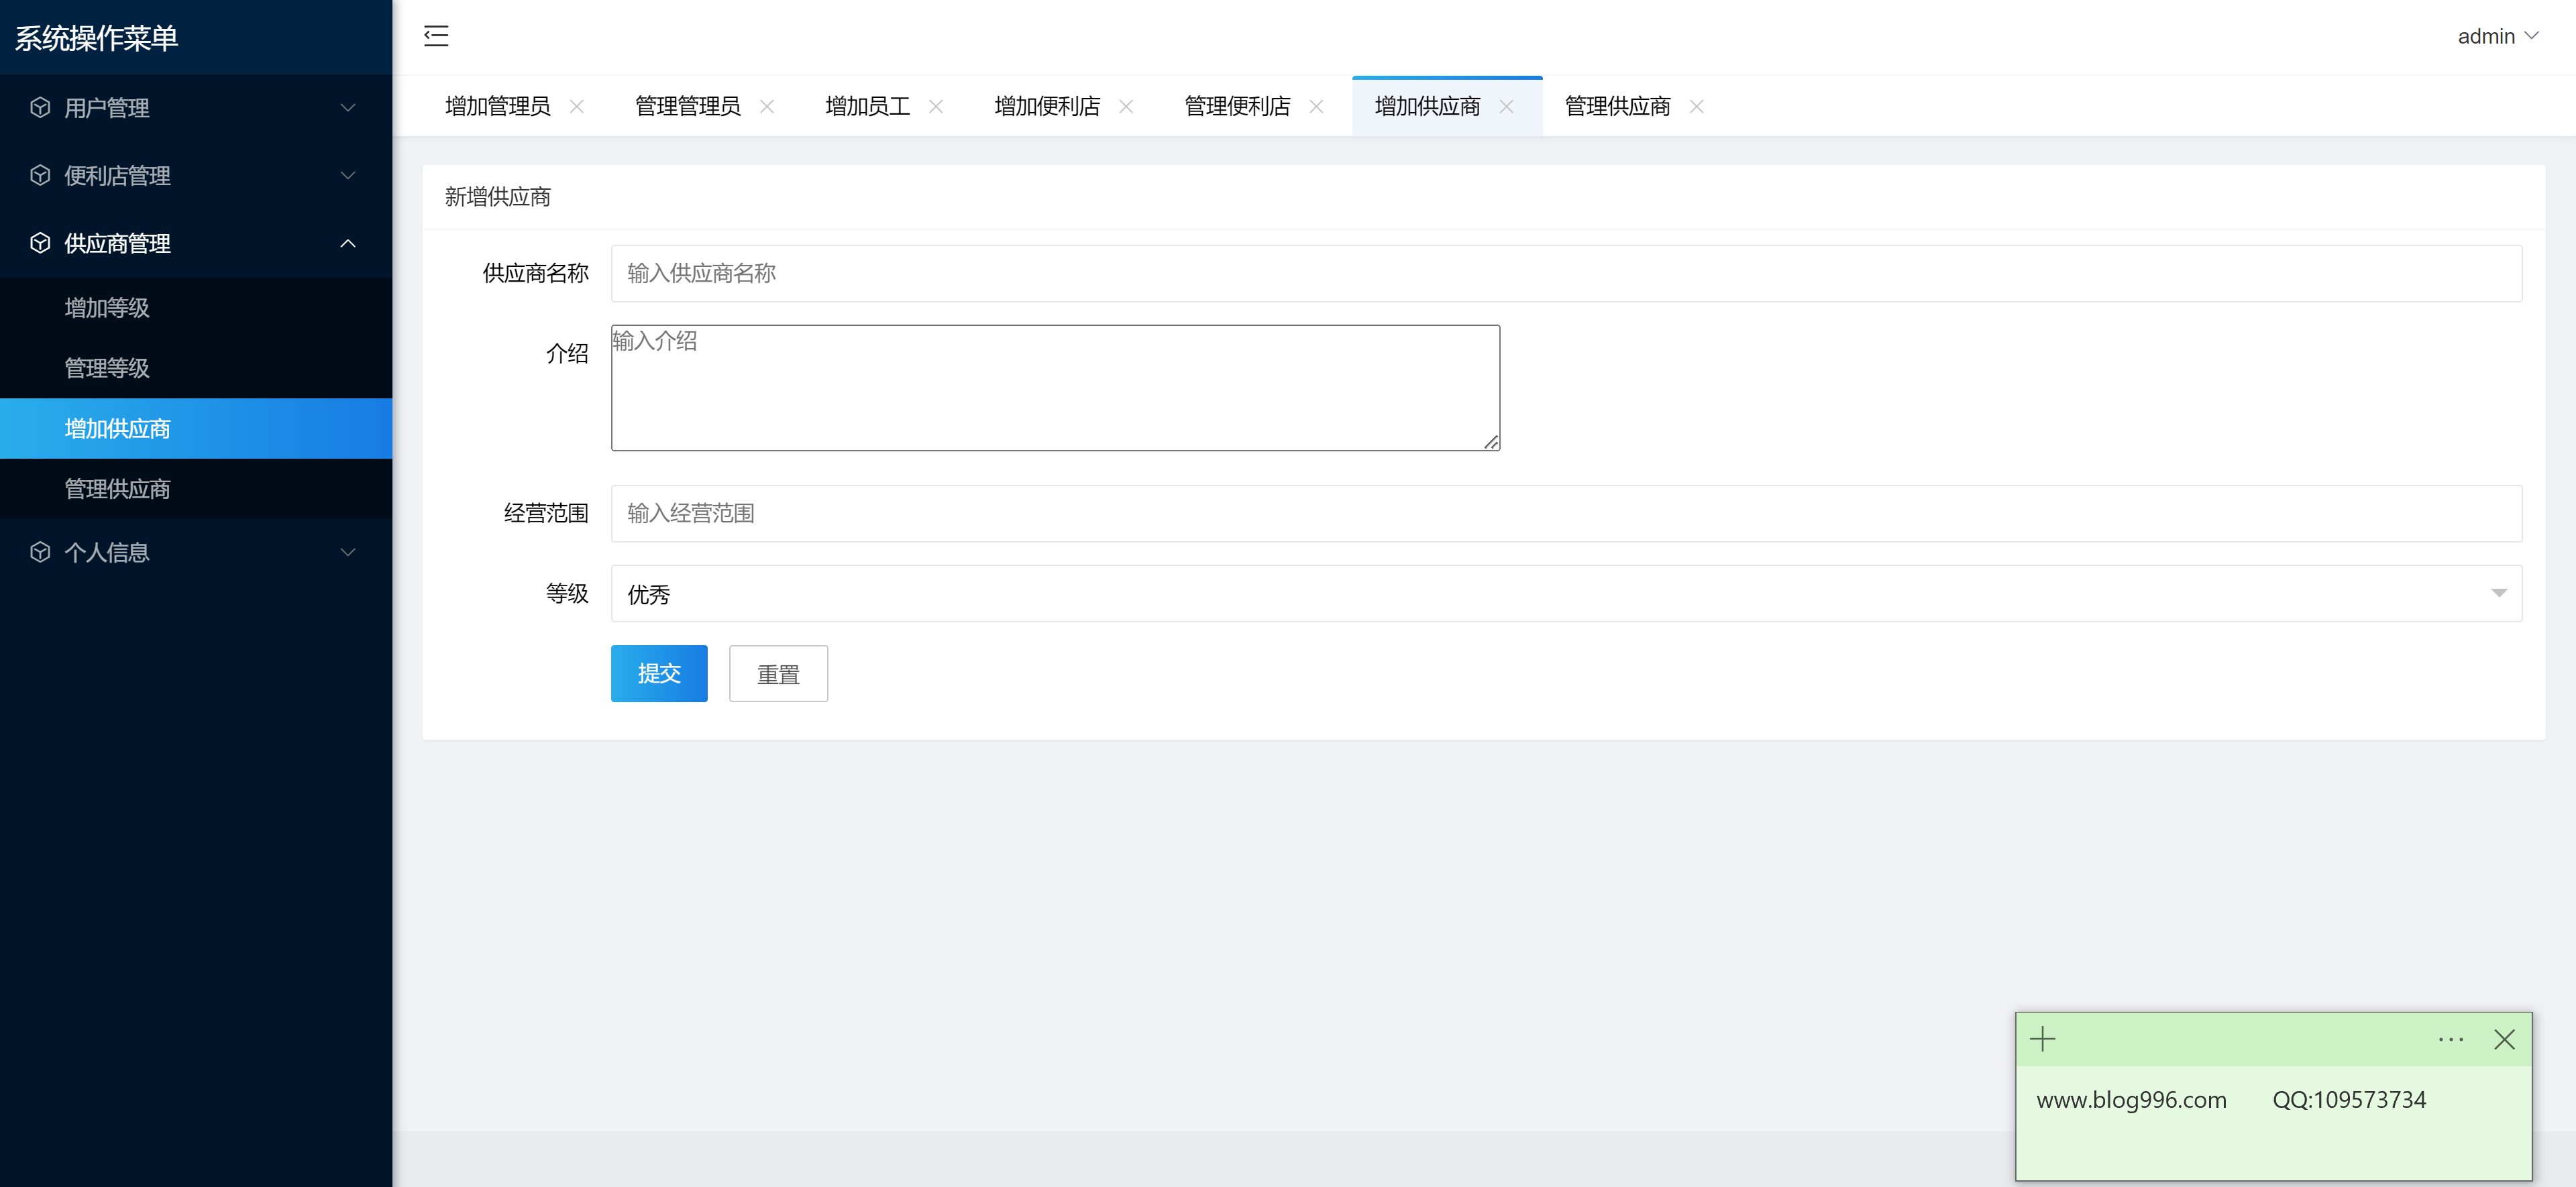 系统操作菜单
用户管理
便利店管理
供应商管理
增加等级
管理等级
增加供应商
管理供应商
个人信息
admin
增加管理员 管理管理员 增加员工 增加便利店 管理便利店 增加供应商 管理供应商
新增供应商
供应商名称 输入供应商名称
介绍 输入介绍
经营范围 输入经营范围
等级 优秀
提交 重置
www.blog996.com QQ:109573734